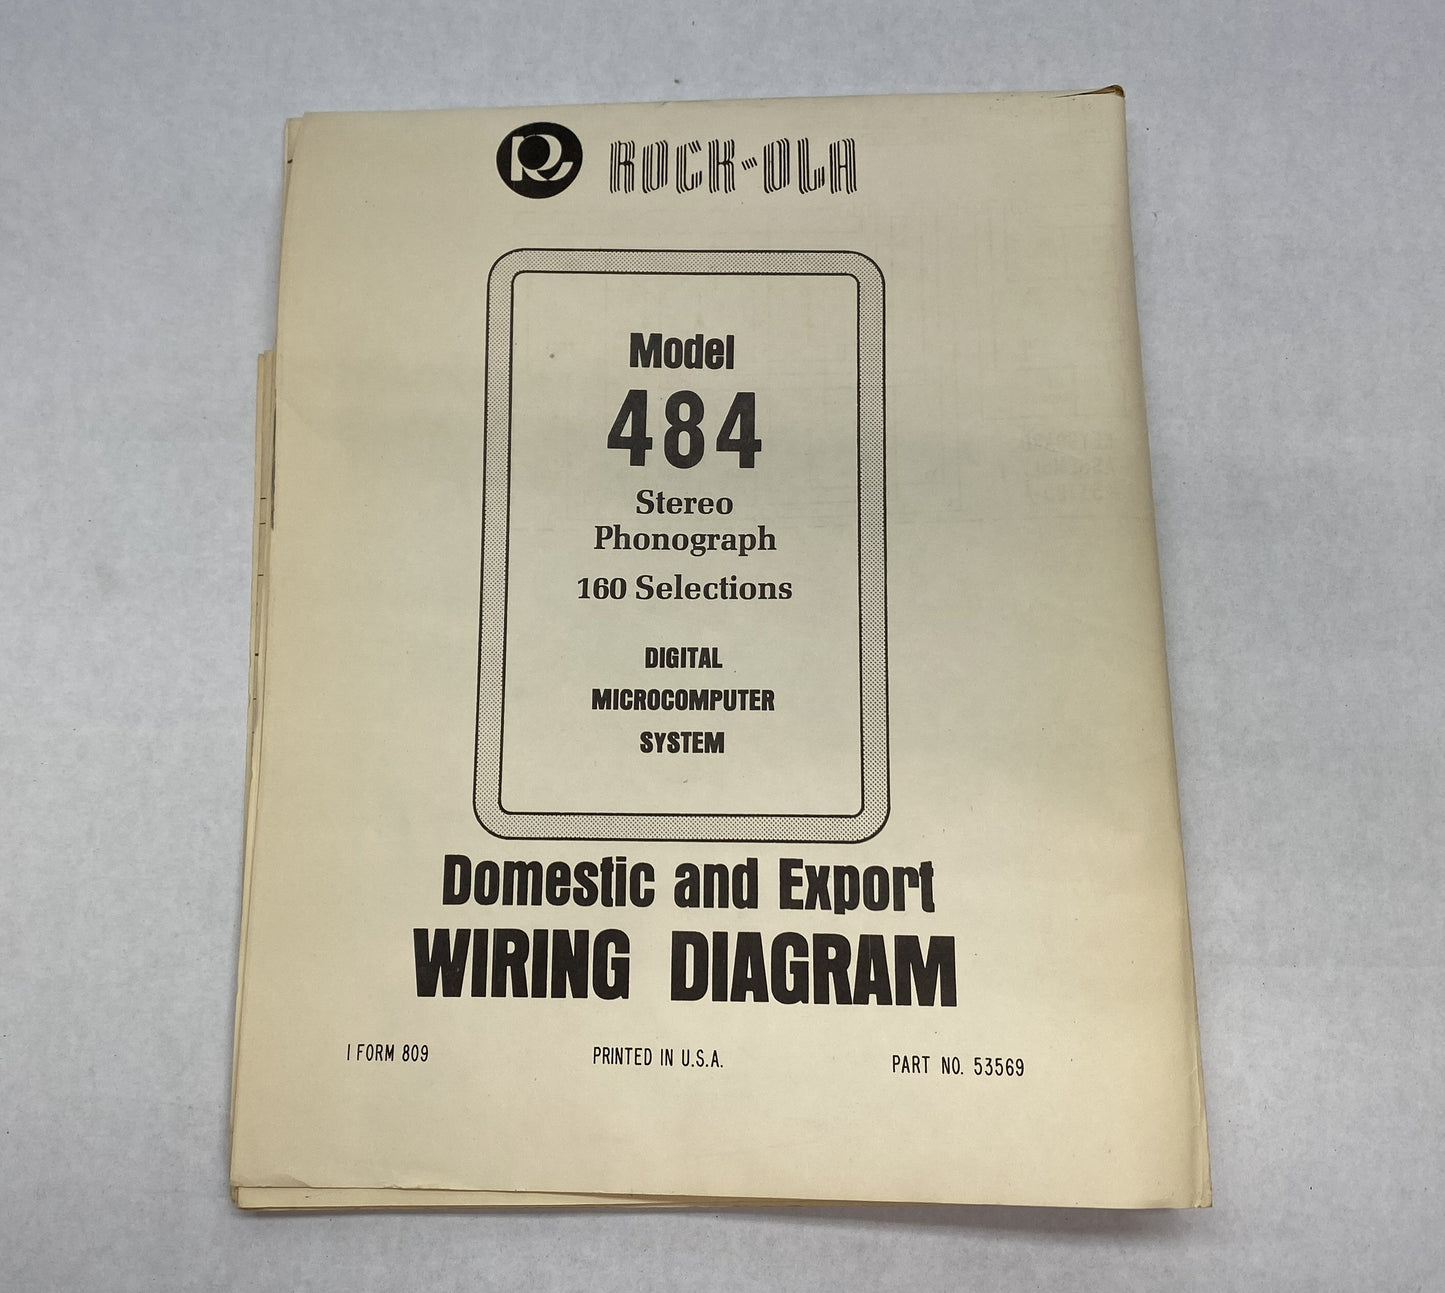 ROCK-OLA
Model
484
Stereo
Phonograph
160 Selections
DIGITAL
MICROCOMPUTER
SYSTEM
Domestic and Export
WIRING DIAGRAM
I FORM 809
PRINTED IN U.S.A.
PART NO. 53569